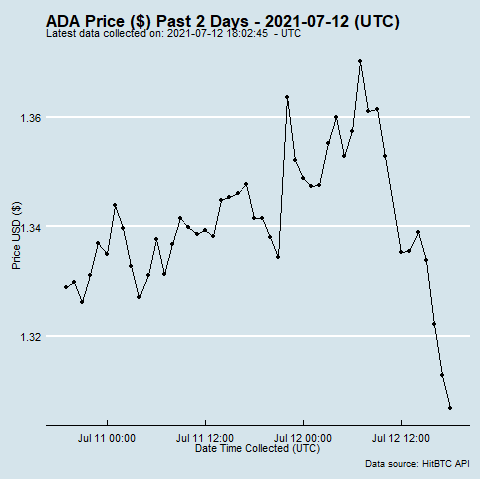 ADA Price ($) Past 2 Days - 2021-07-12 (UTC)
Latest data collected on: 2021-07-12 18:02:45 - UTC
1.36
1.34
1.32
Price USD ($)
Jul 11 00:00 Jul 11 12:00 Jul 12 00:00 Jul 12 12:00
Date Time Collected (UTC)
Data source: HitBTC API